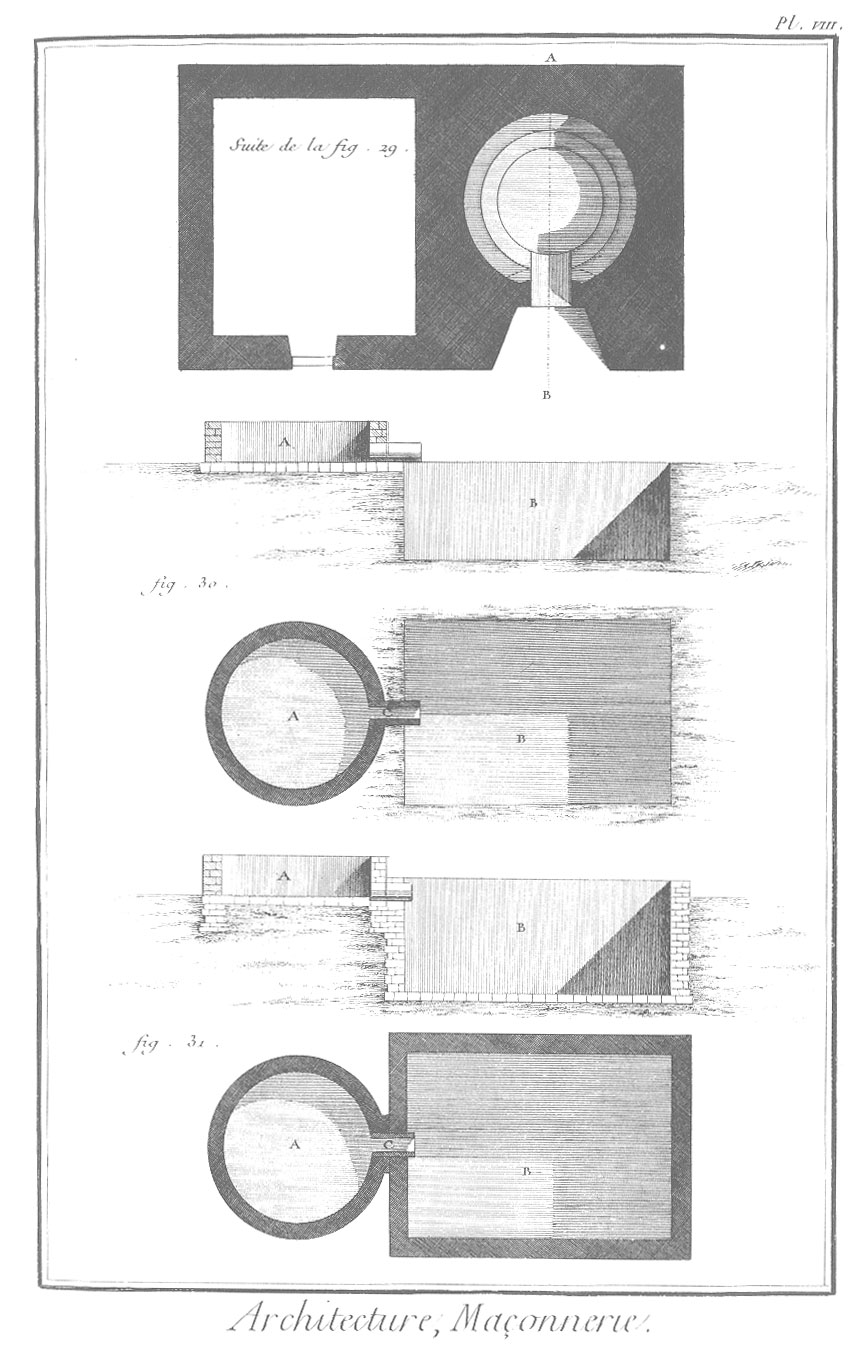 Pl. VIII.
A
Suite de la fig. 29.
B
A
B
fig. 30.
A
C
B
A
B
fig. 31.
A
C
B
Architecture, Maçonnerie.